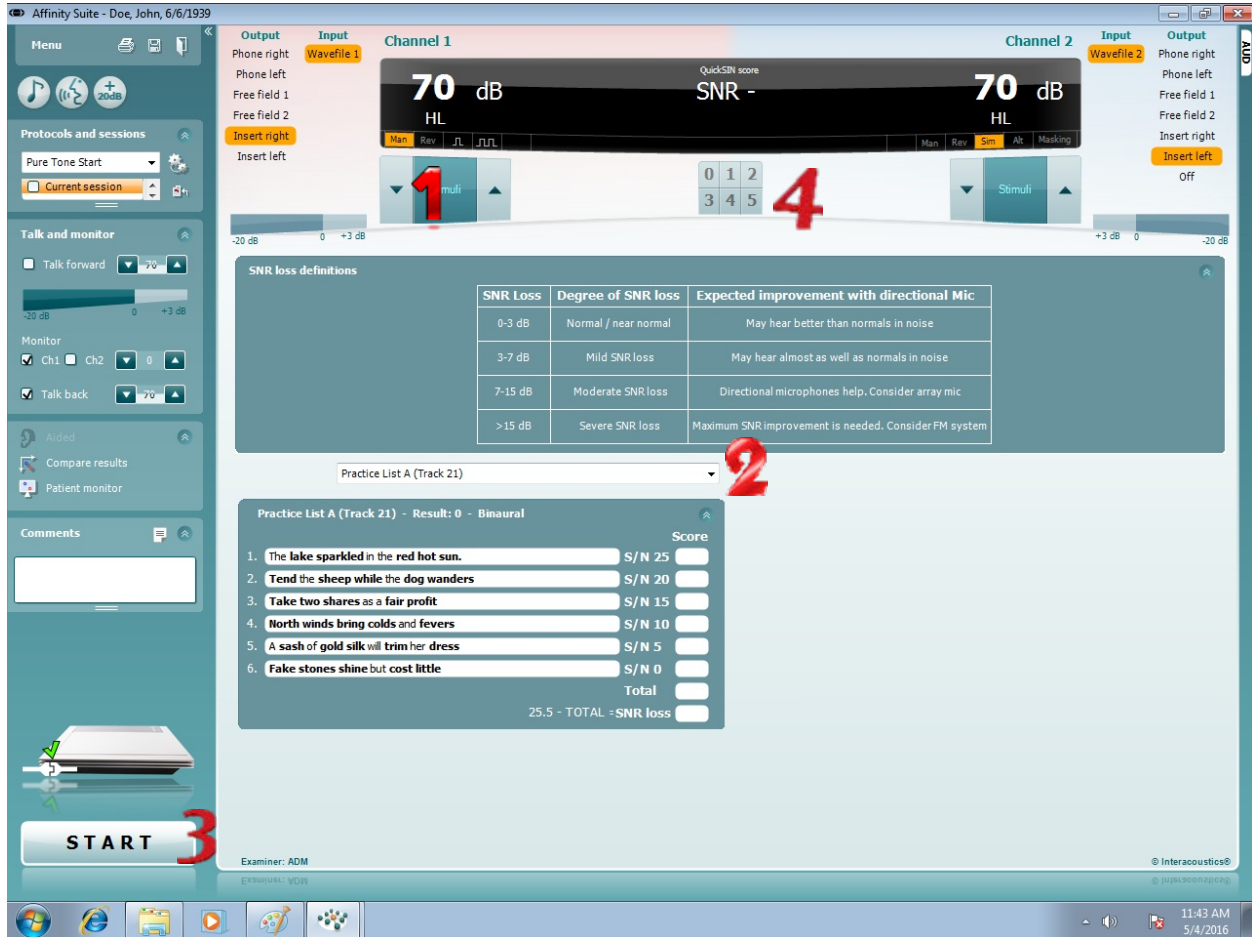 Affinity Suite - Doe, John, 6/6/1939
Menu
20dB
Protocols and sessions
Pure Tone Start
Current session
Talk and monitor
Talk forward 70
-20 dB 0 +3 dB
Monitor
Ch1 Ch2 0
Talk back 70
Aided
Compare results
Patient monitor
Comments
START
3
Output Input
Phone right Wavefile 1
Phone left
Free field 1
Free field 2
Insert right
Insert left
-20 dB 0 +3 dB
Channel 1
70 dB
HL
Man Rev
1
QuickSIN score
SNR -
0 1 2
3 4 5
4
Channel 2
70 dB
HL
Man Rev Sim Alt Masking
Stimuli
Input Output
Wavefile 2 Phone right
Phone left
Free field 1
Free field 2
Insert right
Insert left
Off
+3 dB 0 -20 dB
AUD
SNR loss definitions
SNR Loss Degree of SNR loss Expected improvement with directional Mic
0-3 dB Normal / near normal May hear better than normals in noise
3-7 dB Mild SNR loss May hear almost as well as normals in noise
7-15 dB Moderate SNR loss Directional microphones help. Consider array mic
>15 dB Severe SNR loss Maximum SNR improvement is needed. Consider FM system
Practice List A (Track 21)
2
Practice List A (Track 21) - Result: 0 - Binaural
Score
1. The lake sparkled in the red hot sun. S/N 25
2. Tend the sheep while the dog wanders S/N 20
3. Take two shares as a fair profit S/N 15
4. North winds bring colds and fevers S/N 10
5. A sash of gold silk will trim her dress S/N 5
6. Fake stones shine but cost little S/N 0
Total
25.5 - TOTAL = SNR loss
Examiner: ADM
© Interacoustics®
11:43 AM
5/4/2016